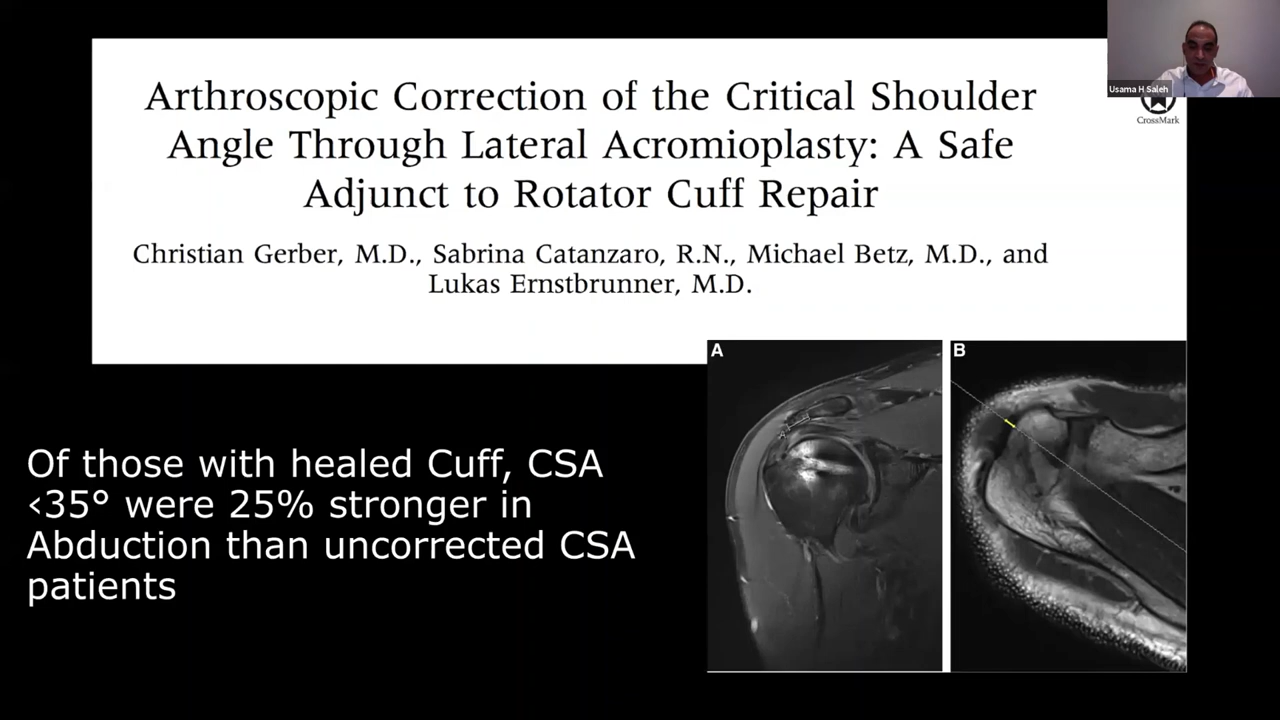 Arthroscopic Correction of the Critical Shoulder
Angle Through Lateral Acromioplasty: A Safe
Adjunct to Rotator Cuff Repair
Christian Gerber, M.D., Sabrina Catanzaro, R.N., Michael Betz, M.D., and
Lukas Ernstbrunner, M.D.
Usama H Saleh
CrossMark
A
B
Of those with healed Cuff, CSA
<35° were 25% stronger in
Abduction than uncorrected CSA
patients